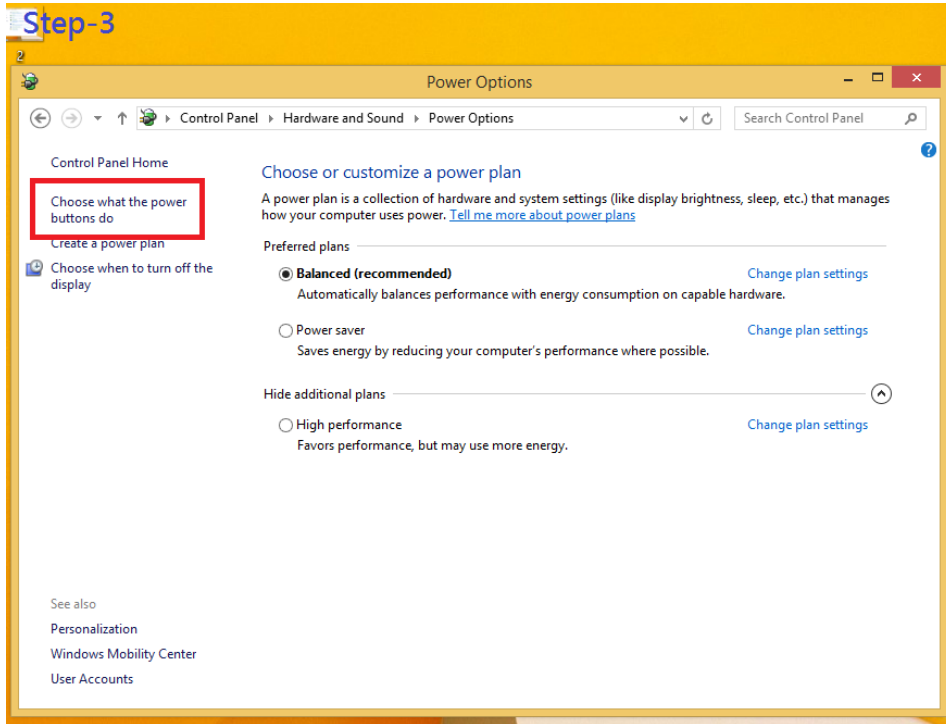 Step-3
2
Power Options
Control Panel Hardware and Sound Power Options
Search Control Panel
Control Panel Home
Choose what the power
buttons do
Create a power plan
Choose when to turn off the
display
Choose or customize a power plan
A power plan is a collection of hardware and system settings (like display brightness, sleep, etc.) that manages
how your computer uses power. Tell me more about power plans
Preferred plans
Balanced (recommended) Change plan settings
Automatically balances performance with energy consumption on capable hardware.
Power saver Change plan settings
Saves energy by reducing your computer's performance where possible.
Hide additional plans
High performance Change plan settings
Favors performance, but may use more energy.
See also
Personalization
Windows Mobility Center
User Accounts